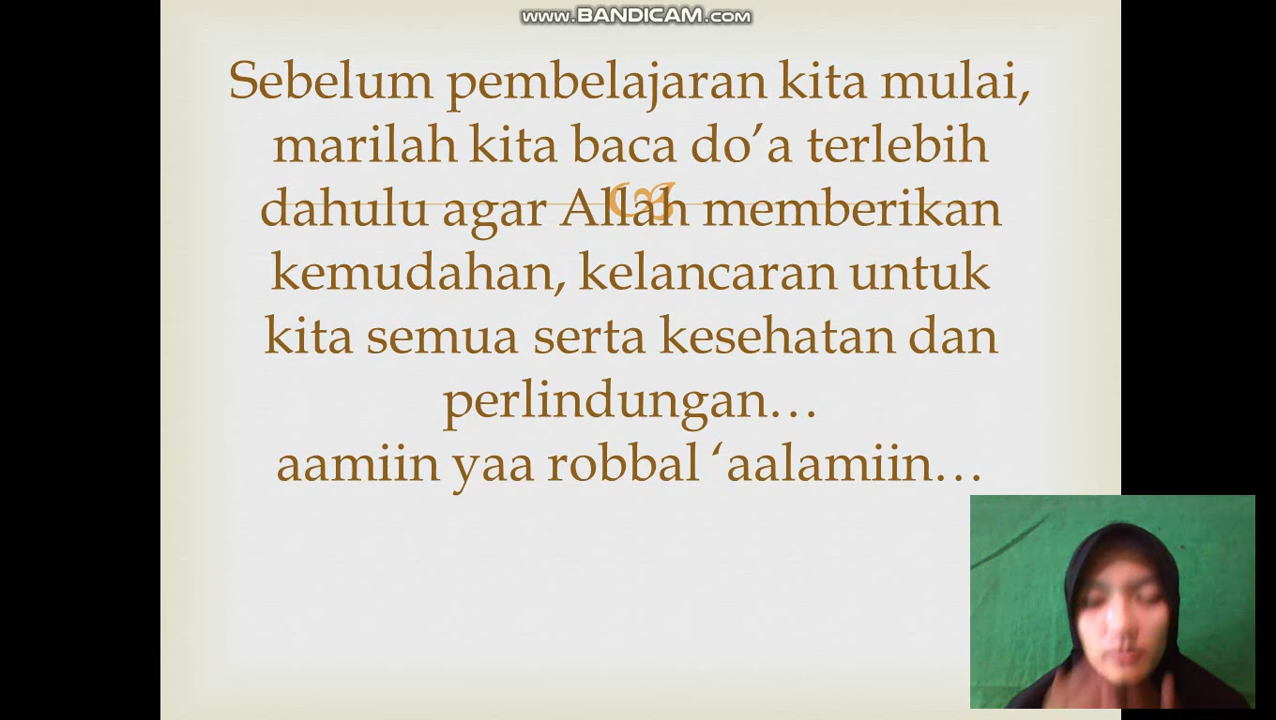 www.BANDICAM.com
Sebelum pembelajaran kita mulai,
marilah kita baca do’a terlebih
dahulu agar Allah memberikan
kemudahan, kelancaran untuk
kita semua serta kesehatan dan
perlindungan…
aamiin yaa robbal ‘aalamiin…